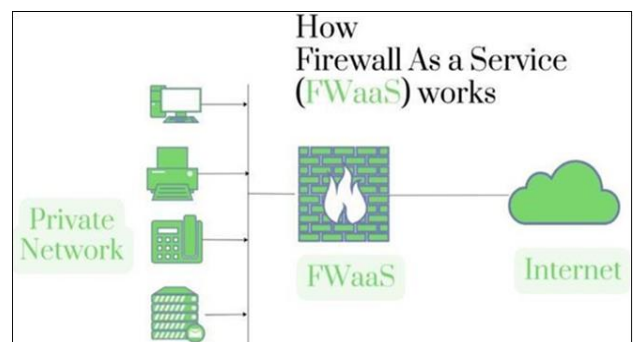 How
Firewall As a Service
(FWaaS) works
Private
Network
FWaaS
Internet